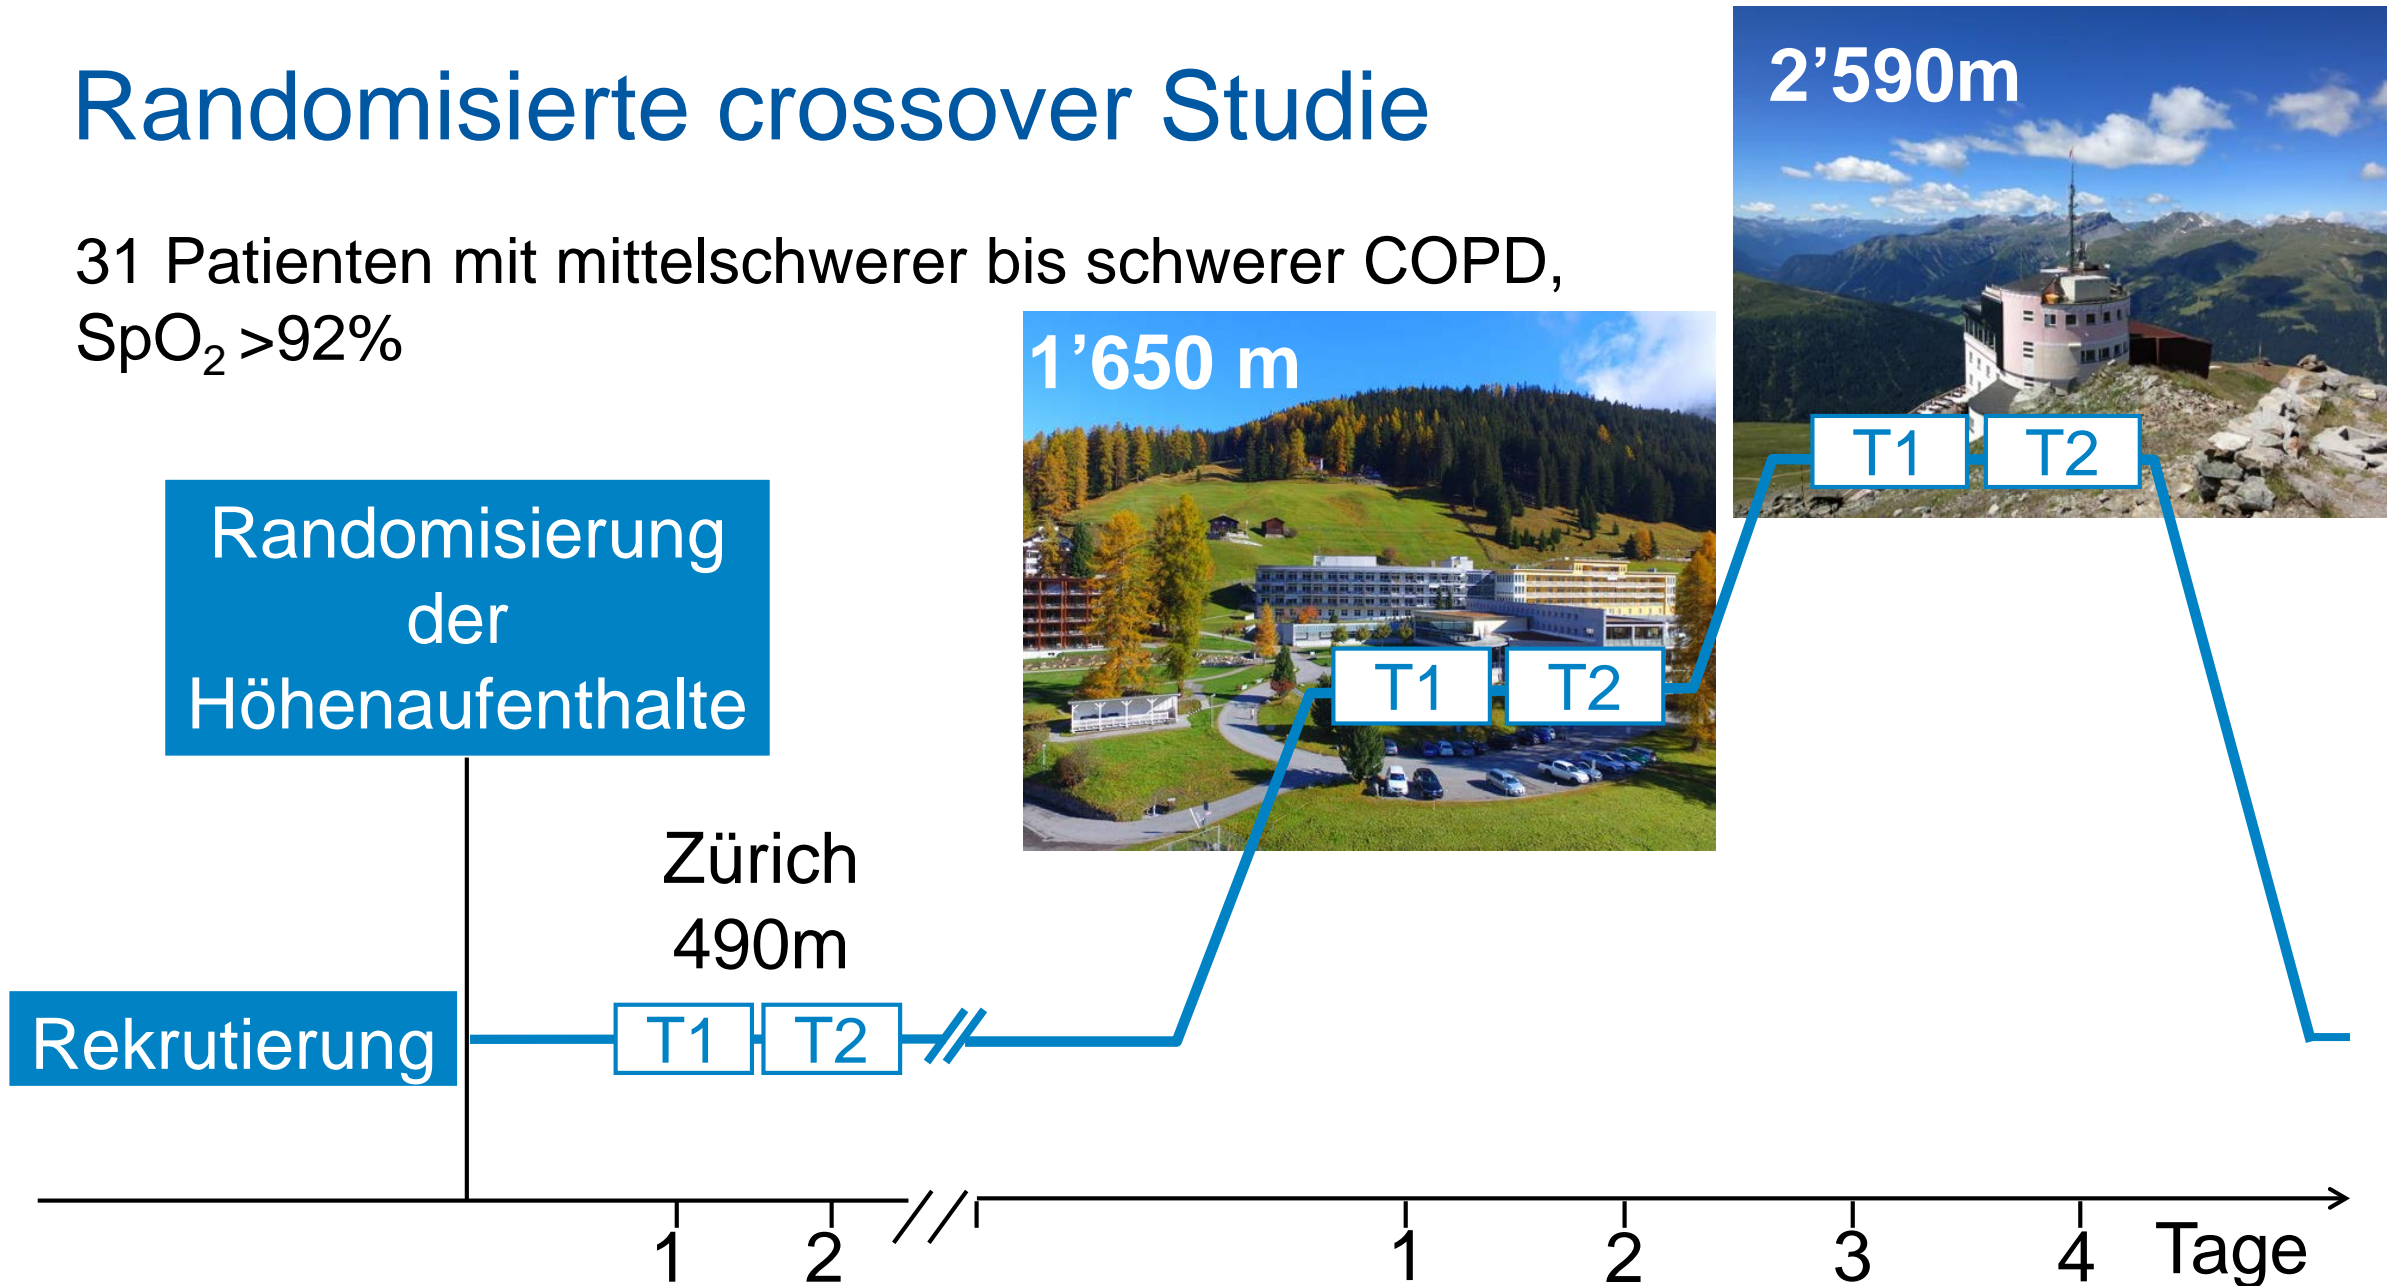 Randomisierte crossover Studie
2’590m
31 Patienten mit mittelschwerer bis schwerer COPD,
SpO₂ >92%
1’650 m
T1 T2
Randomisierung
der
Höhenaufenthalte
T1 T2
Zürich
490m
Rekrutierung
T1 T2
1 2 1 2 3 4 Tage